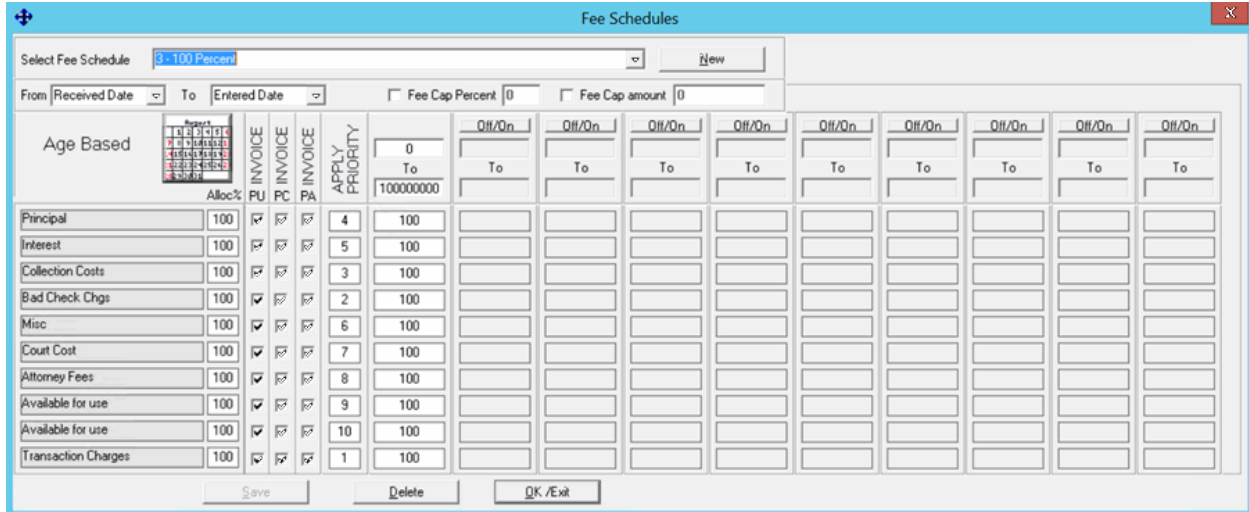 Fee Schedules
X
Select Fee Schedule 3 - 100 Percent New
From Received Date To Entered Date Fee Cap Percent 0 Fee Cap amount 0
Age Based
August
Alloc% PU INVOICE PC INVOICE PA INVOICE APPLY PRIORITY
0 To 100000000
Off/On Off/On Off/On Off/On Off/On Off/On Off/On Off/On Off/On
To To To To To To To To To
Principal 100 4 100
Interest 100 5 100
Collection Costs 100 3 100
Bad Check Chgs 100 2 100
Misc 100 6 100
Court Cost 100 7 100
Attorney Fees 100 8 100
Available for use 100 9 100
Available for use 100 10 100
Transaction Charges 100 1 100
Save Delete OK /Exit